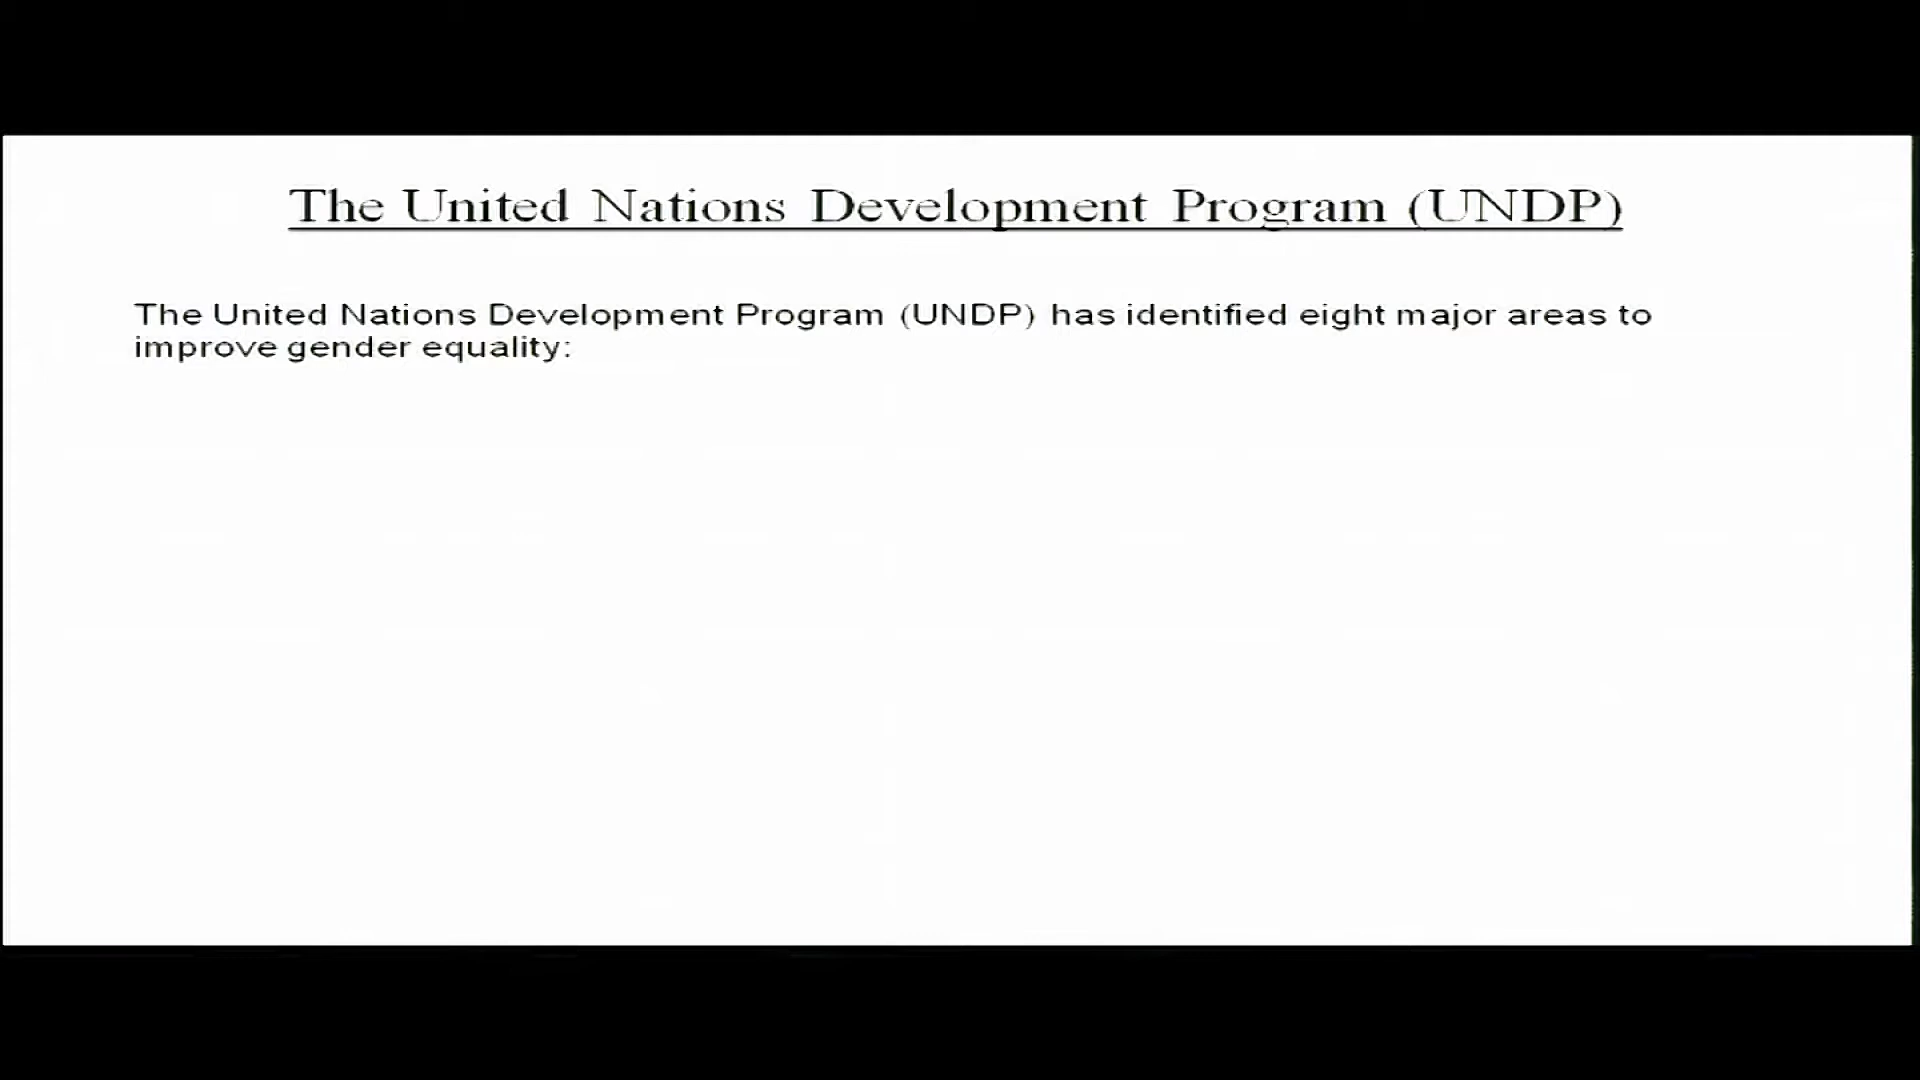 The United Nations Development Program (UNDP)
The United Nations Development Program (UNDP) has identified eight major areas to
improve gender equality: